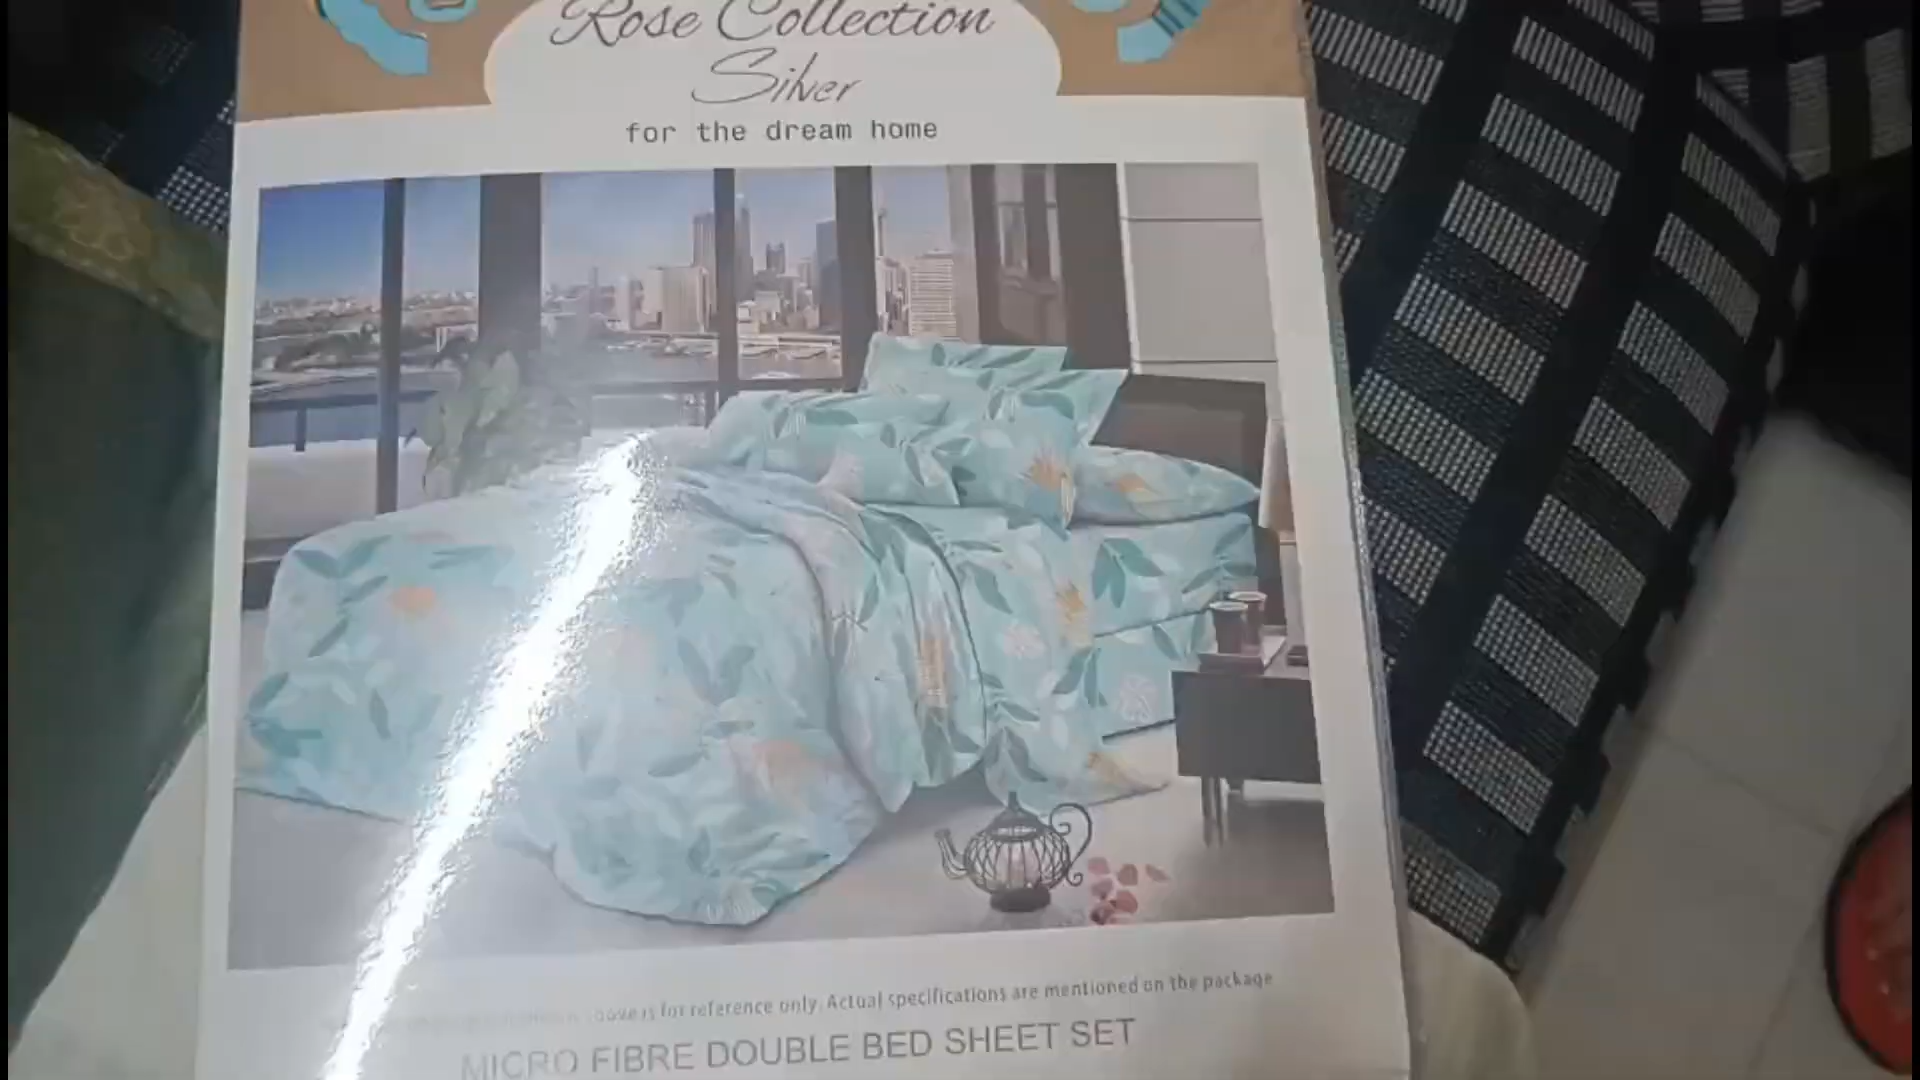 Rose Collection
Silver
for the dream home
above is for reference only. Actual specifications are mentioned on the package
MICRO FIBRE DOUBLE BED SHEET SET